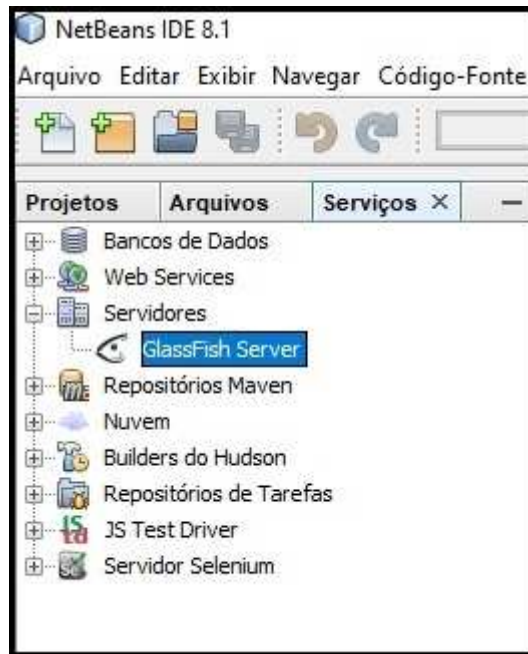 NetBeans IDE 8.1
Arquivo Editar Exibir Navegar Código-Fonte
Projetos Arquivos Serviços
Bancos de Dados
Web Services
Servidores
GlassFish Server
Repositórios Maven
Nuvem
Builders do Hudson
Repositórios de Tarefas
JS Test Driver
Servidor Selenium